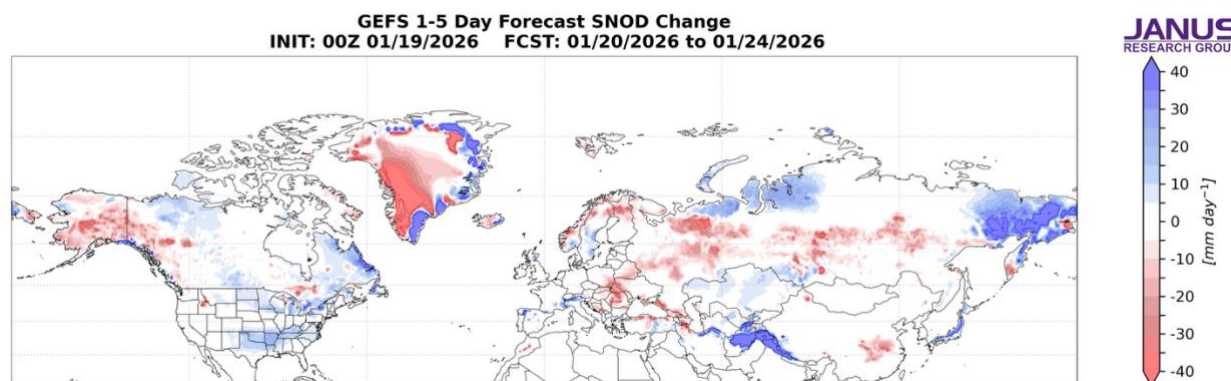 GEFS 1-5 Day Forecast SNOD Change
INIT: 00Z 01/19/2026 FCST: 01/20/2026 to 01/24/2026
JANUS
RESEARCH GROU
40
30
20
10
0
-10
-20
-30
-40
[mm day⁻¹]